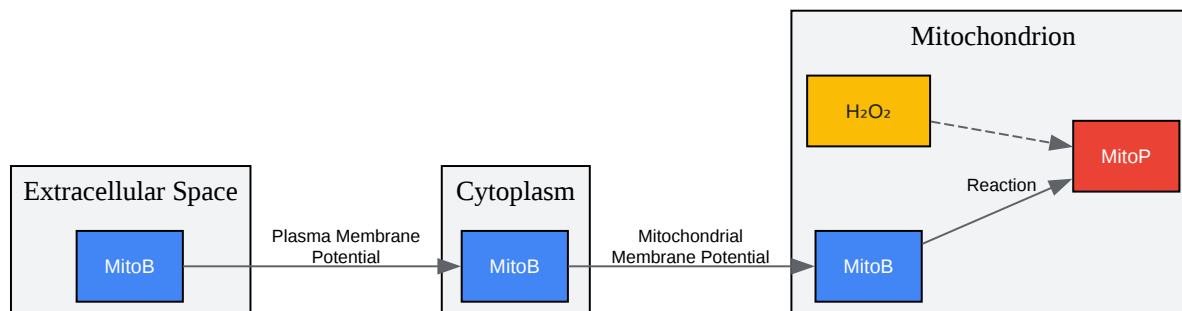 Mitochondrion
H₂O₂
MitoP
Extracellular Space
Cytoplasm
Reaction
Plasma Membrane
Potential
Mitochondrial
Membrane Potential
MitoB
MitoB
MitoB